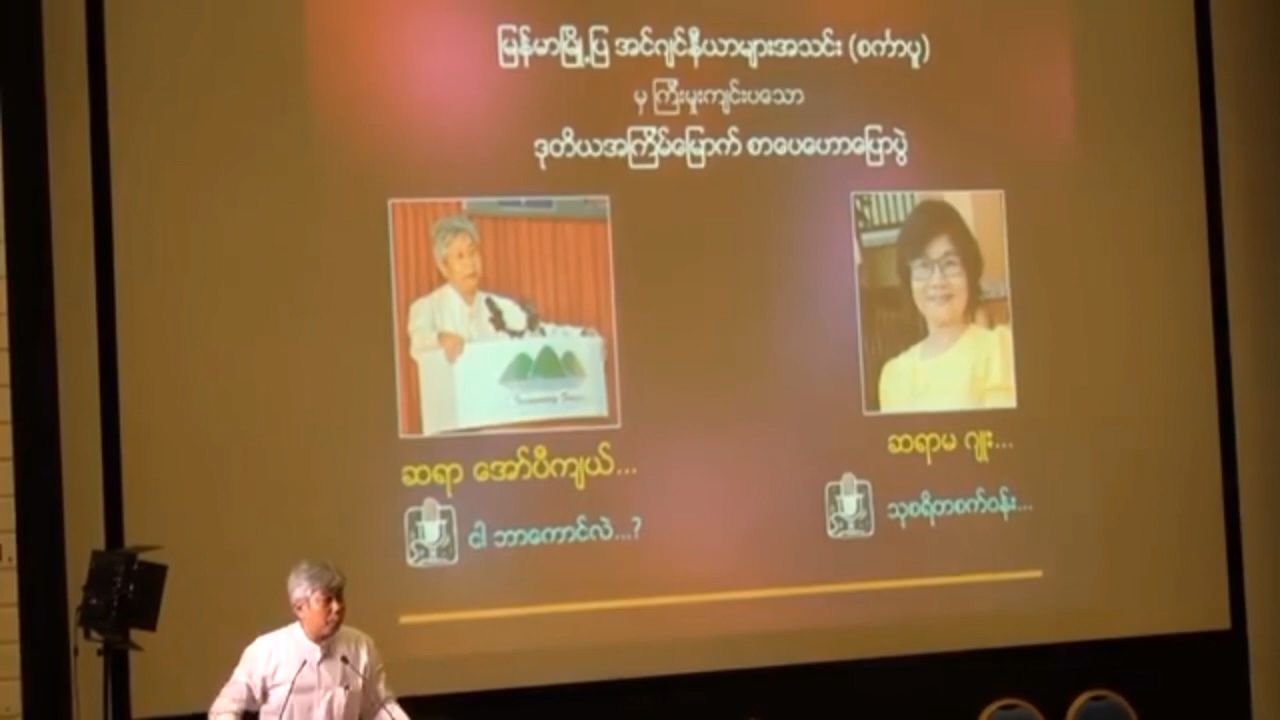 မြန်မာမြို့ပြ အင်ဂျင်နီယာများအသင်း (စင်္ကာပူ)
မှ ကြီးမှူးကျင်းပသော
ဒုတိယအကြိမ်မြောက် စာပေဟောပြောပွဲ
ဆရာ အော်ပီကျယ်...
ငါ ဘာကောင်လဲ...?
ဆရာမ ဂျူး...
သုစရိတစက်ဝန်း...